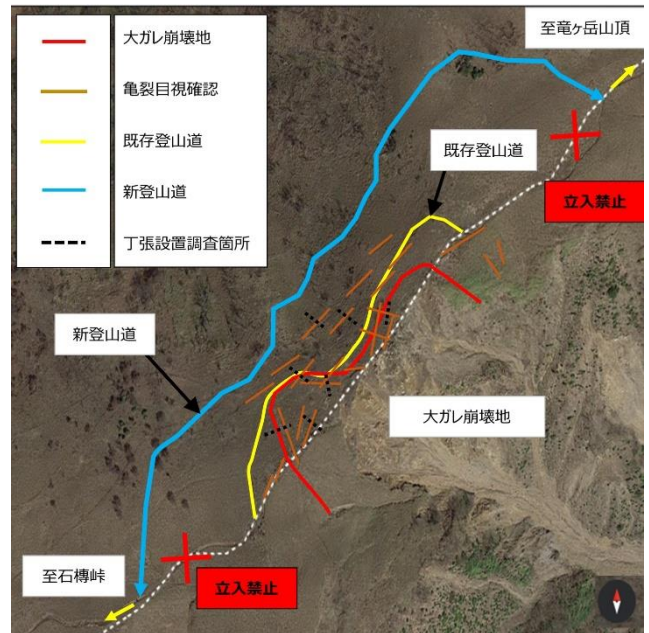 大ガレ崩壊地
亀裂目視確認
既存登山道
新登山道
丁張設置調査箇所
至竜ヶ岳山頂
既存登山道
立入禁止
新登山道
大ガレ崩壊地
至石榑峠
立入禁止